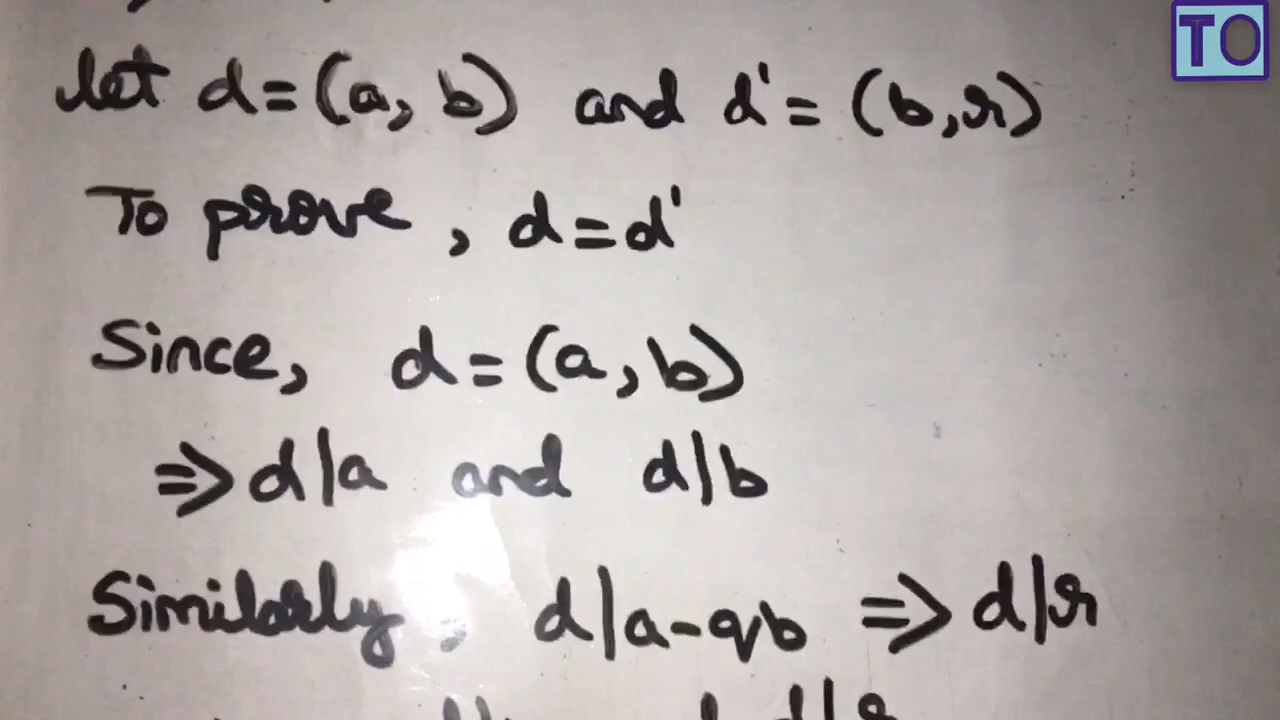 TO
let d=(a, b) and d'= (b,r)
To prove, d=d'
Since, d=(a,b)
⇒d/a and d/b
Similarly, d/a-qb ⇒d/r